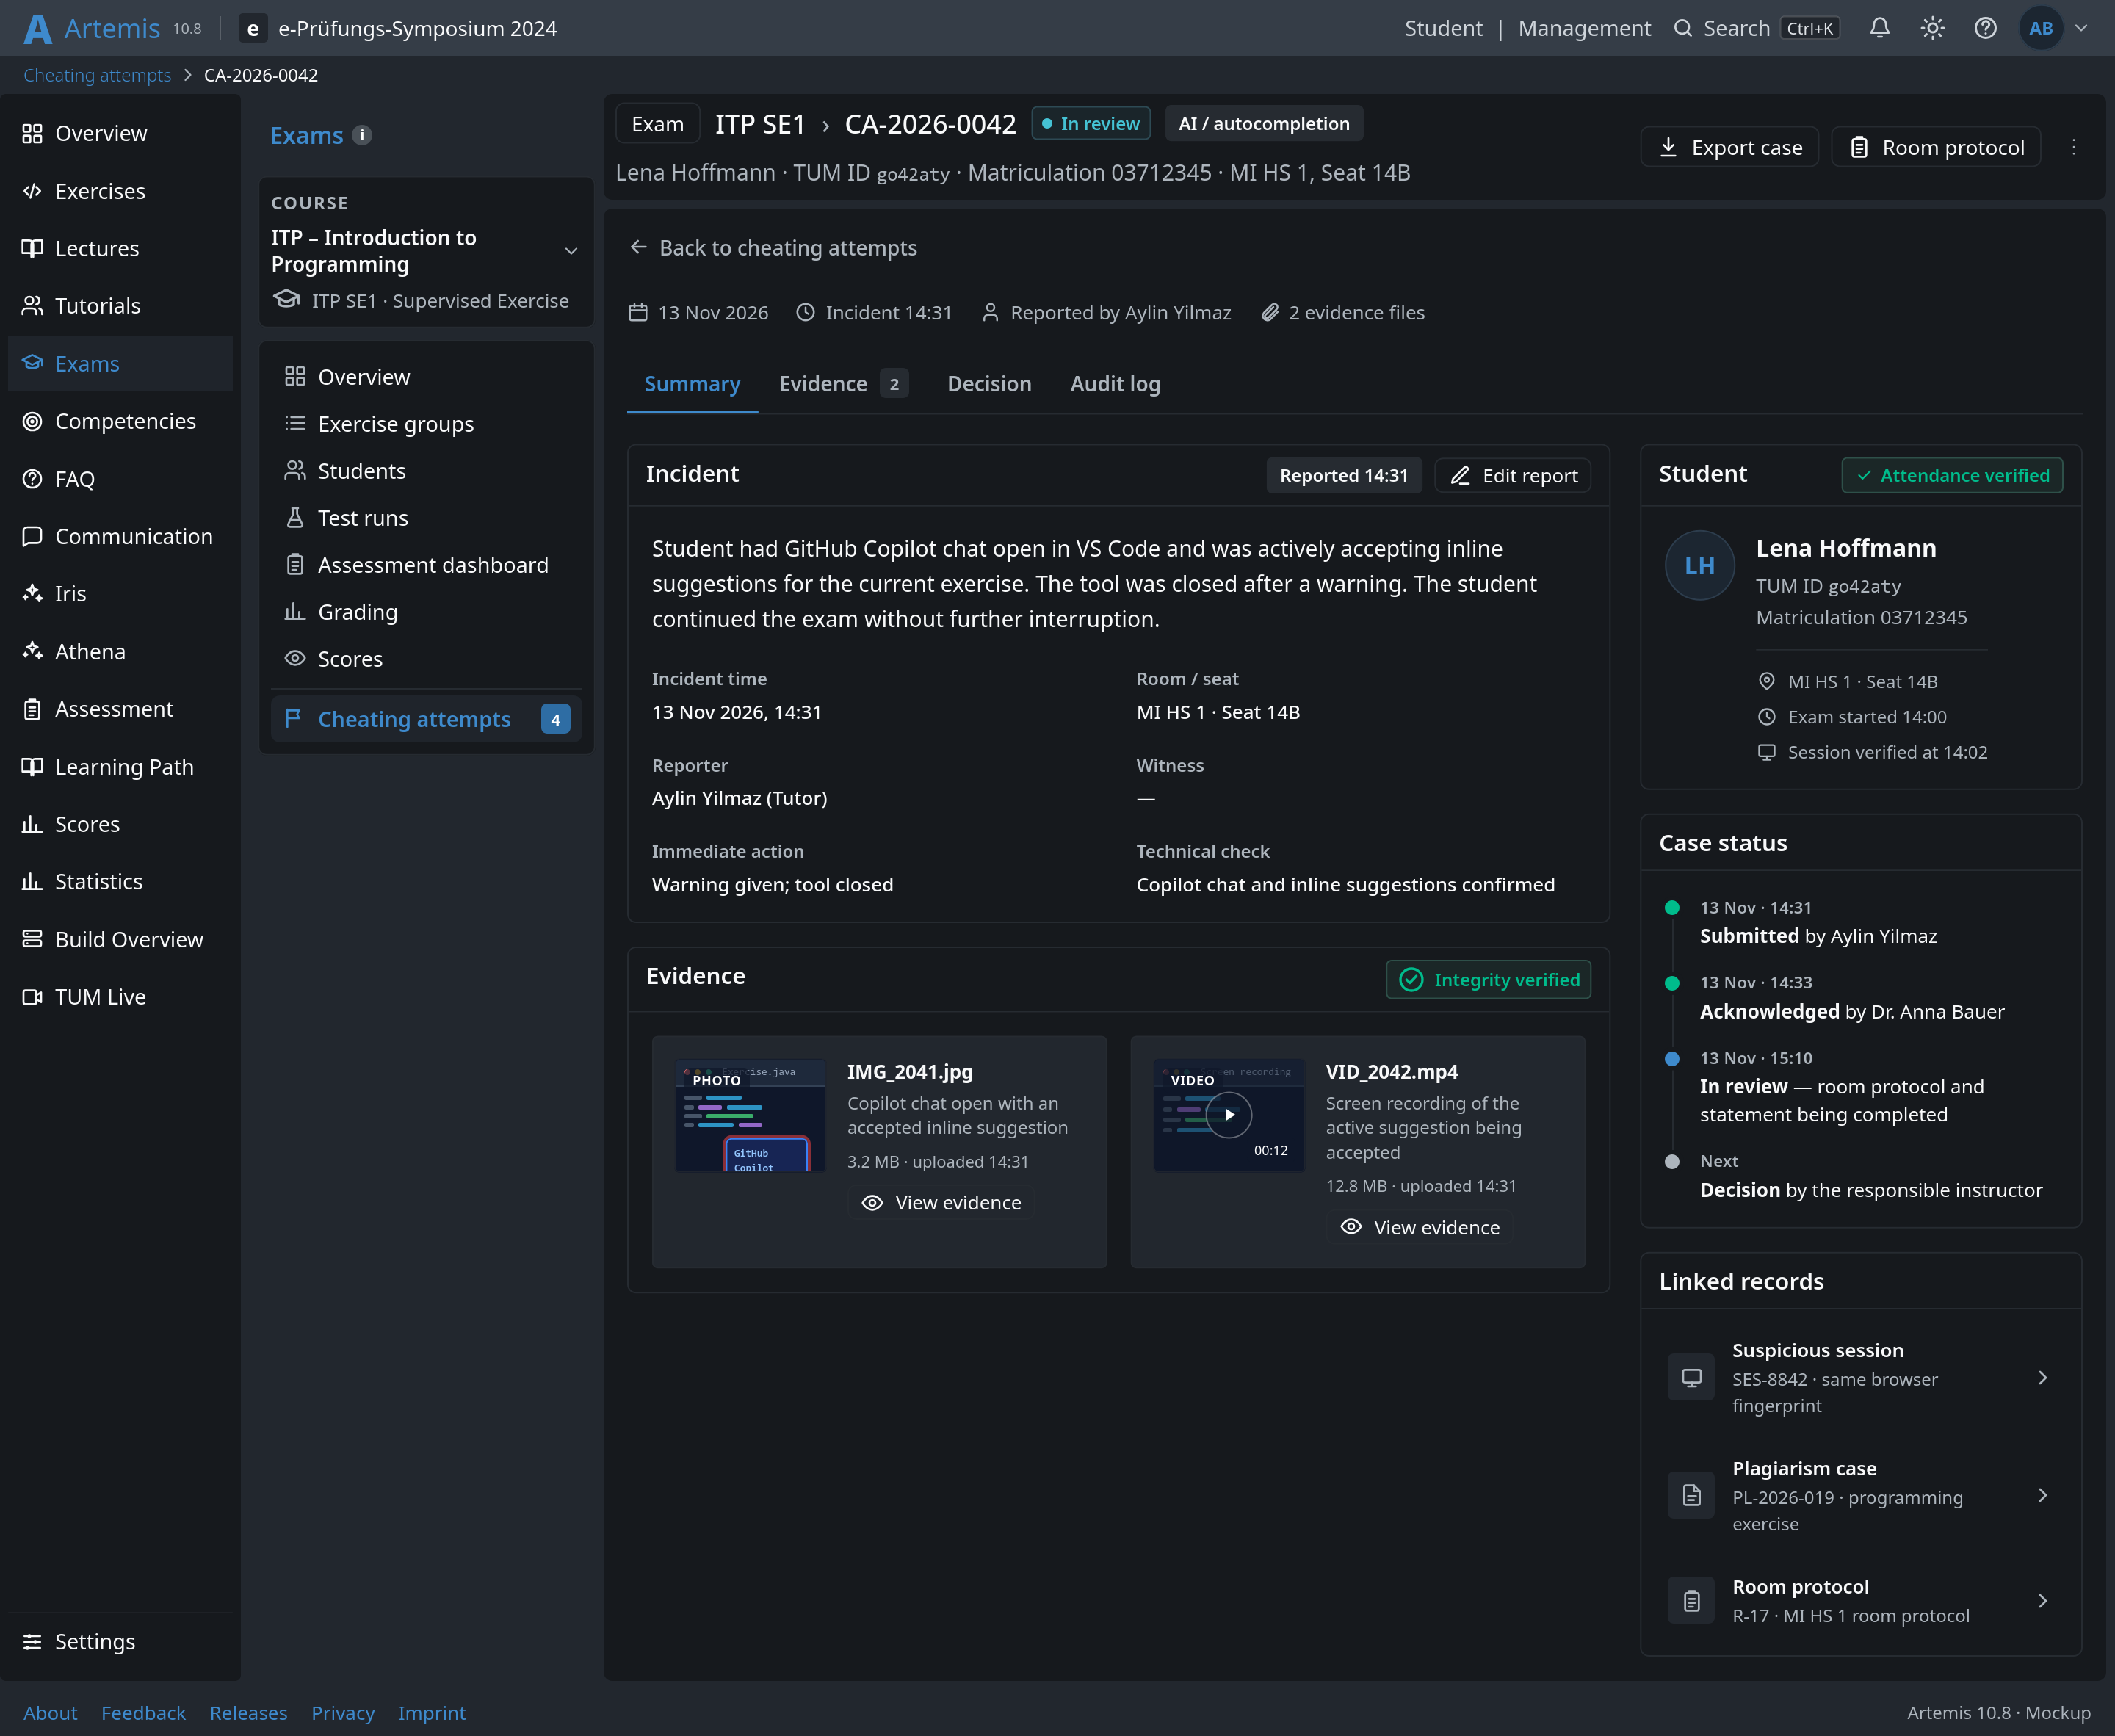 Artemis 10.8
e e-Prüfungs-Symposium 2024
Student | Management Search Ctrl+K AB
Cheating attempts > CA-2026-0042
Overview
Exercises
Lectures
Tutorials
Exams
Competencies
FAQ
Communication
Iris
Athena
Assessment
Learning Path
Scores
Statistics
Build Overview
TUM Live
Settings
Exams i
COURSE
ITP – Introduction to
Programming
ITP SE1 · Supervised Exercise
Overview
Exercise groups
Students
Test runs
Assessment dashboard
Grading
Scores
Cheating attempts 4
Exam ITP SE1 › CA-2026-0042 In review AI / autocompletion
Lena Hoffmann · TUM ID go42aty · Matriculation 03712345 · MI HS 1, Seat 14B
Export case Room protocol
Back to cheating attempts
13 Nov 2026 Incident 14:31 Reported by Aylin Yilmaz 2 evidence files
Summary Evidence 2 Decision Audit log
Incident Reported 14:31 Edit report
Student had GitHub Copilot chat open in VS Code and was actively accepting inline
suggestions for the current exercise. The tool was closed after a warning. The student
continued the exam without further interruption.
Incident time
13 Nov 2026, 14:31
Room / seat
MI HS 1 · Seat 14B
Reporter
Aylin Yilmaz (Tutor)
Witness
—
Immediate action
Warning given; tool closed
Technical check
Copilot chat and inline suggestions confirmed
Evidence Integrity verified
PHOTO
GitHub
Copilot
IMG_2041.jpg
Copilot chat open with an
accepted inline suggestion
3.2 MB · uploaded 14:31
View evidence
VIDEO recording
00:12
VID_2042.mp4
Screen recording of the
active suggestion being
accepted
12.8 MB · uploaded 14:31
View evidence
Student Attendance verified
LH
Lena Hoffmann
TUM ID go42aty
Matriculation 03712345
MI HS 1 · Seat 14B
Exam started 14:00
Session verified at 14:02
Case status
13 Nov · 14:31
Submitted by Aylin Yilmaz
13 Nov · 14:33
Acknowledged by Dr. Anna Bauer
13 Nov · 15:10
In review — room protocol and
statement being completed
Next
Decision by the responsible instructor
Linked records
Suspicious session
SES-8842 · same browser
fingerprint
Plagiarism case
PL-2026-019 · programming
exercise
Room protocol
R-17 · MI HS 1 room protocol
About Feedback Releases Privacy Imprint
Artemis 10.8 · Mockup